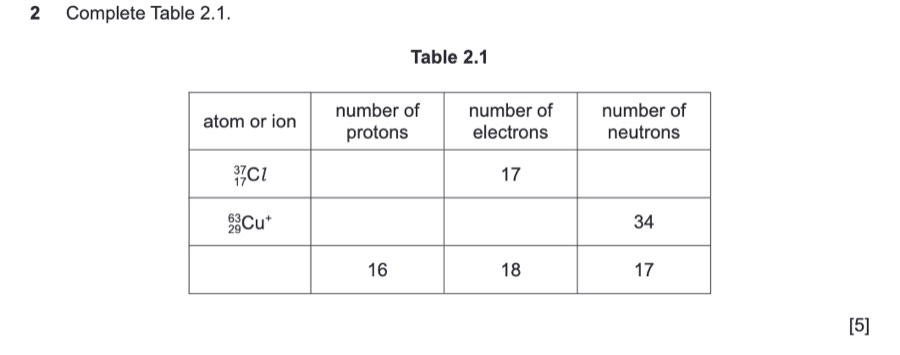 2 Complete Table 2.1.
Table 2.1
atom or ion number of protons number of electrons number of neutrons
³⁷₁₇Cl 17
⁶³₂₉Cu⁺ 34
16 18 17
[5]